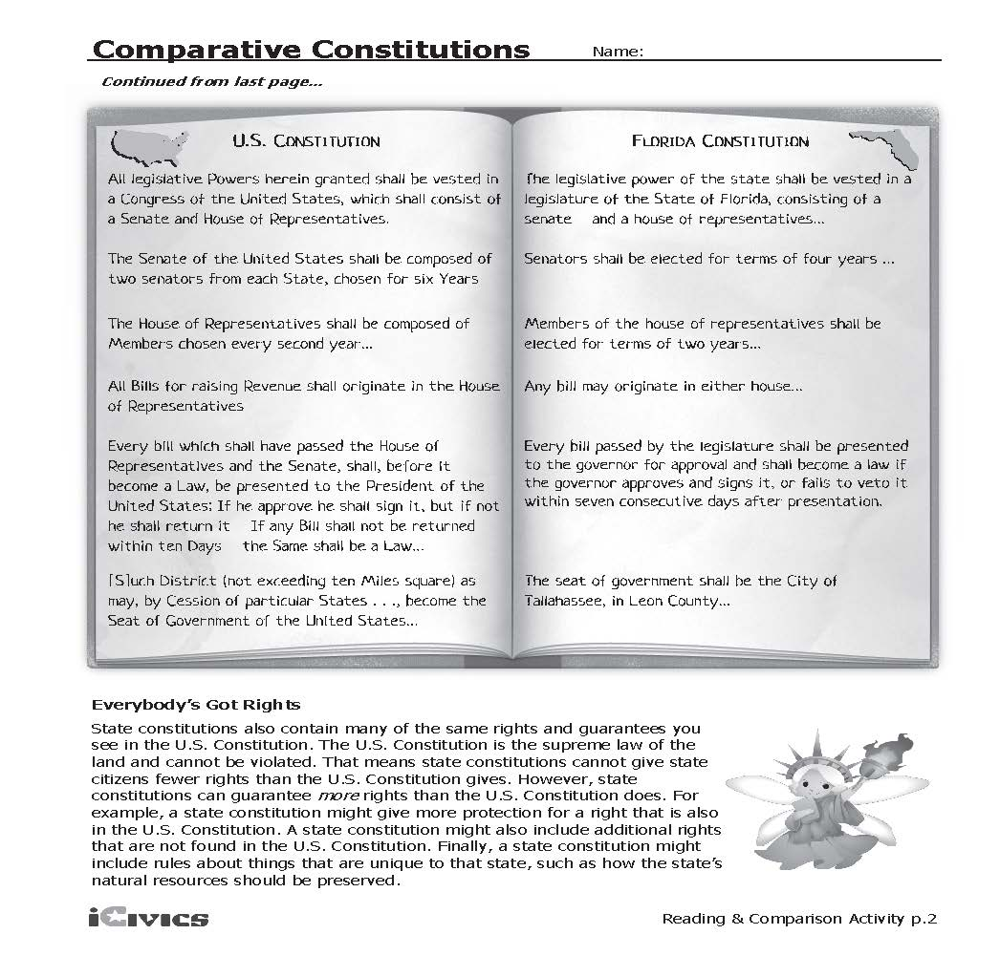 Comparative Constitutions Name:
Continued from last page...
U.S. CONSTITUTION
All legislative Powers herein granted shall be vested in
a Congress of the United States, which shall consist of
a Senate and House of Representatives.
The Senate of the United States shall be composed of
two senators from each State, chosen for six Years
The House of Representatives shall be composed of
Members chosen every second year...
All Bills for raising Revenue shall originate in the House
of Representatives
Every bill which shall have passed the House of
Representatives and the Senate, shall, before it
become a Law, be presented to the President of the
United States; If he approve he shall sign it, but if not
he shall return it If any Bill shall not be returned
within ten Days the Same shall be a Law...
[S]uch District (not exceeding ten Miles square) as
may, by Cession of particular States . . ., become the
Seat of Government of the United States...
FLORIDA CONSTITUTION
The legislative power of the state shall be vested in a
legislature of the State of Florida, consisting of a
senate and a house of representatives...
Senators shall be elected for terms of four years ...
Members of the house of representatives shall be
elected for terms of two years...
Any bill may originate in either house...
Every bill passed by the legislature shall be presented
to the governor for approval and shall become a law if
the governor approves and signs it, or fails to veto it
within seven consecutive days after presentation.
The seat of government shall be the City of
Tallahassee, in Leon County...
Everybody's Got Rights
State constitutions also contain many of the same rights and guarantees you
see in the U.S. Constitution. The U.S. Constitution is the supreme law of the
land and cannot be violated. That means state constitutions cannot give state
citizens fewer rights than the U.S. Constitution gives. However, state
constitutions can guarantee more rights than the U.S. Constitution does. For
example, a state constitution might give more protection for a right that is also
in the U.S. Constitution. A state constitution might also include additional rights
that are not found in the U.S. Constitution. Finally, a state constitution might
include rules about things that are unique to that state, such as how the state's
natural resources should be preserved.
iCIVICS
Reading & Comparison Activity p.2